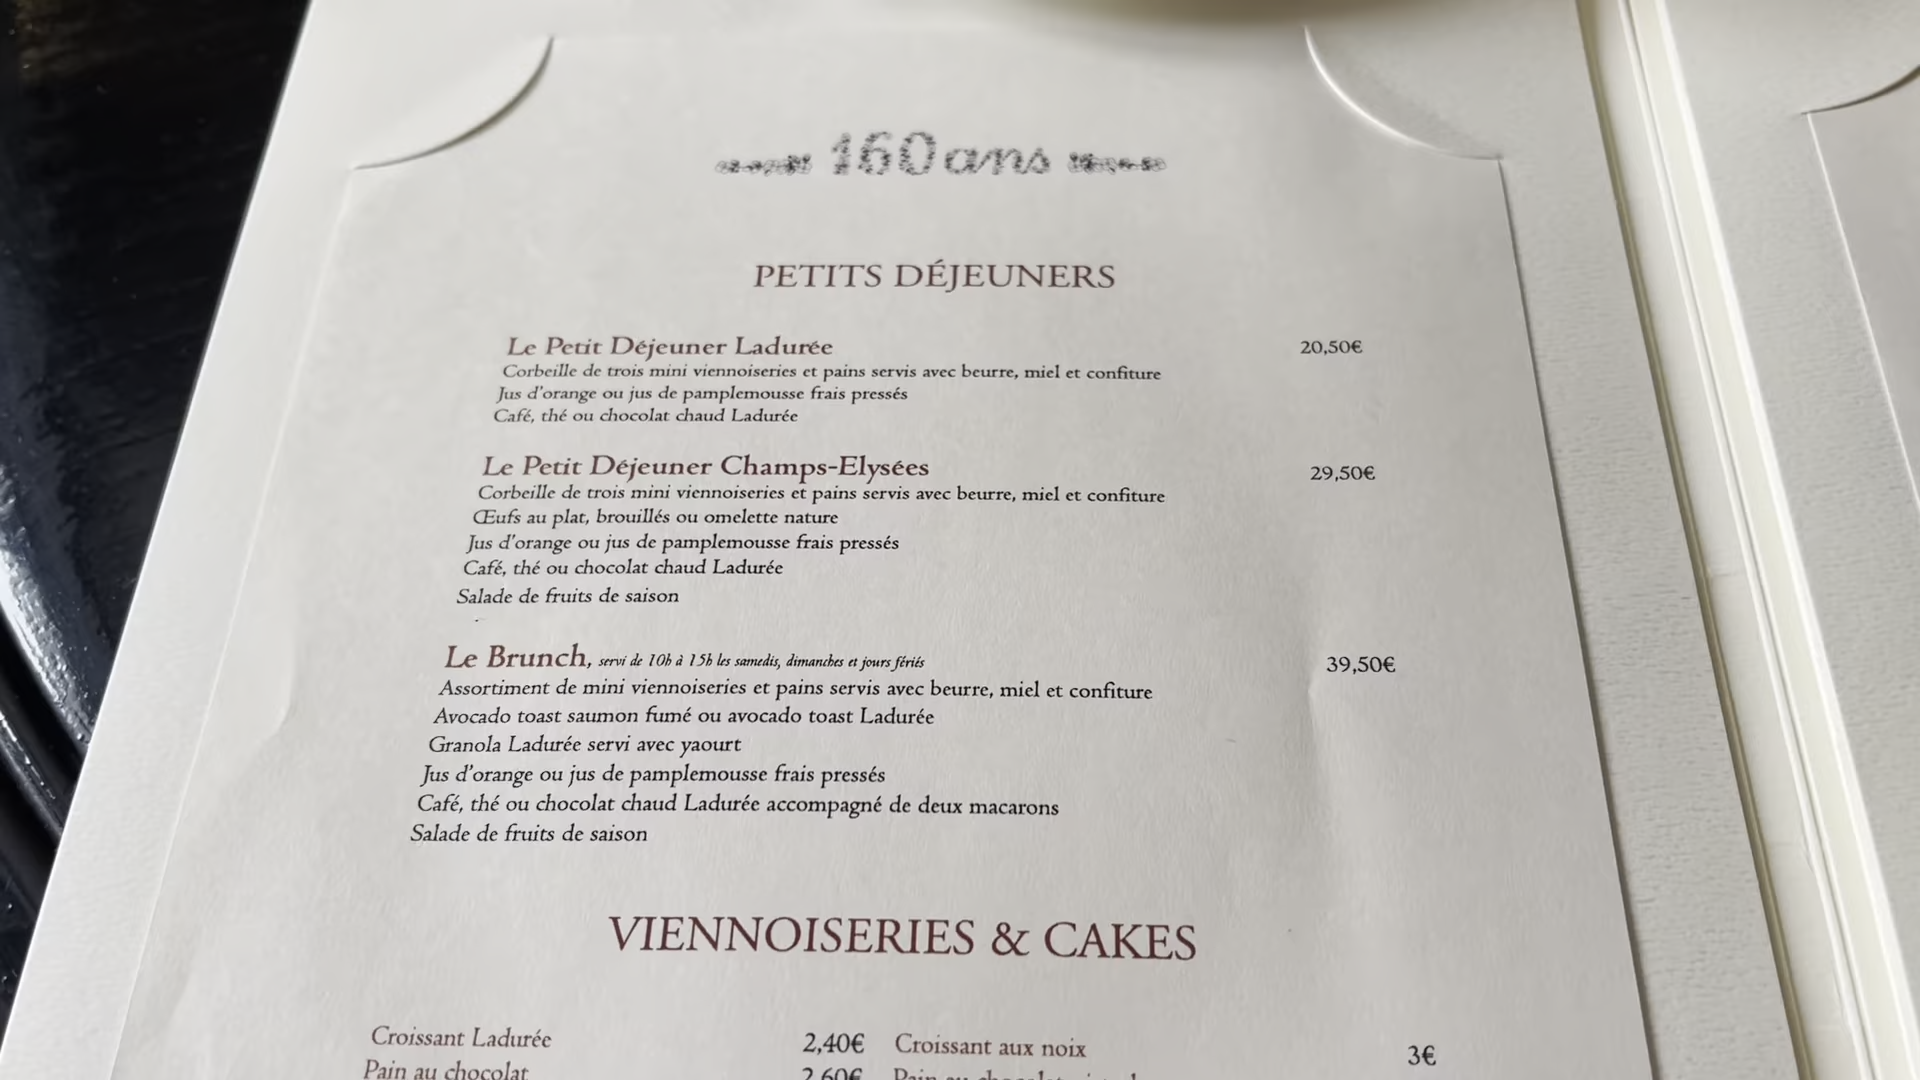 160 ans
PETITS DÉJEUNERS
Le Petit Déjeuner Ladurée 20,50€
Corbeille de trois mini viennoiseries et pains servis avec beurre, miel et confiture
Jus d'orange ou jus de pamplemousse frais pressés
Café, thé ou chocolat chaud Ladurée
Le Petit Déjeuner Champs-Elysées 29,50€
Corbeille de trois mini viennoiseries et pains servis avec beurre, miel et confiture
Œufs au plat, brouillés ou omelette nature
Jus d'orange ou jus de pamplemousse frais pressés
Café, thé ou chocolat chaud Ladurée
Salade de fruits de saison
Le Brunch, servi de 10h à 15h les samedis, dimanches et jours fériés 39,50€
Assortiment de mini viennoiseries et pains servis avec beurre, miel et confiture
Avocado toast saumon fumé ou avocado toast Ladurée
Granola Ladurée servi avec yaourt
Jus d'orange ou jus de pamplemousse frais pressés
Café, thé ou chocolat chaud Ladurée accompagné de deux macarons
Salade de fruits de saison
VIENNOISERIES & CAKES
Croissant Ladurée 2,40€ Croissant aux noix 3€
Pain au chocolat 2,60€ Pain au chocolat